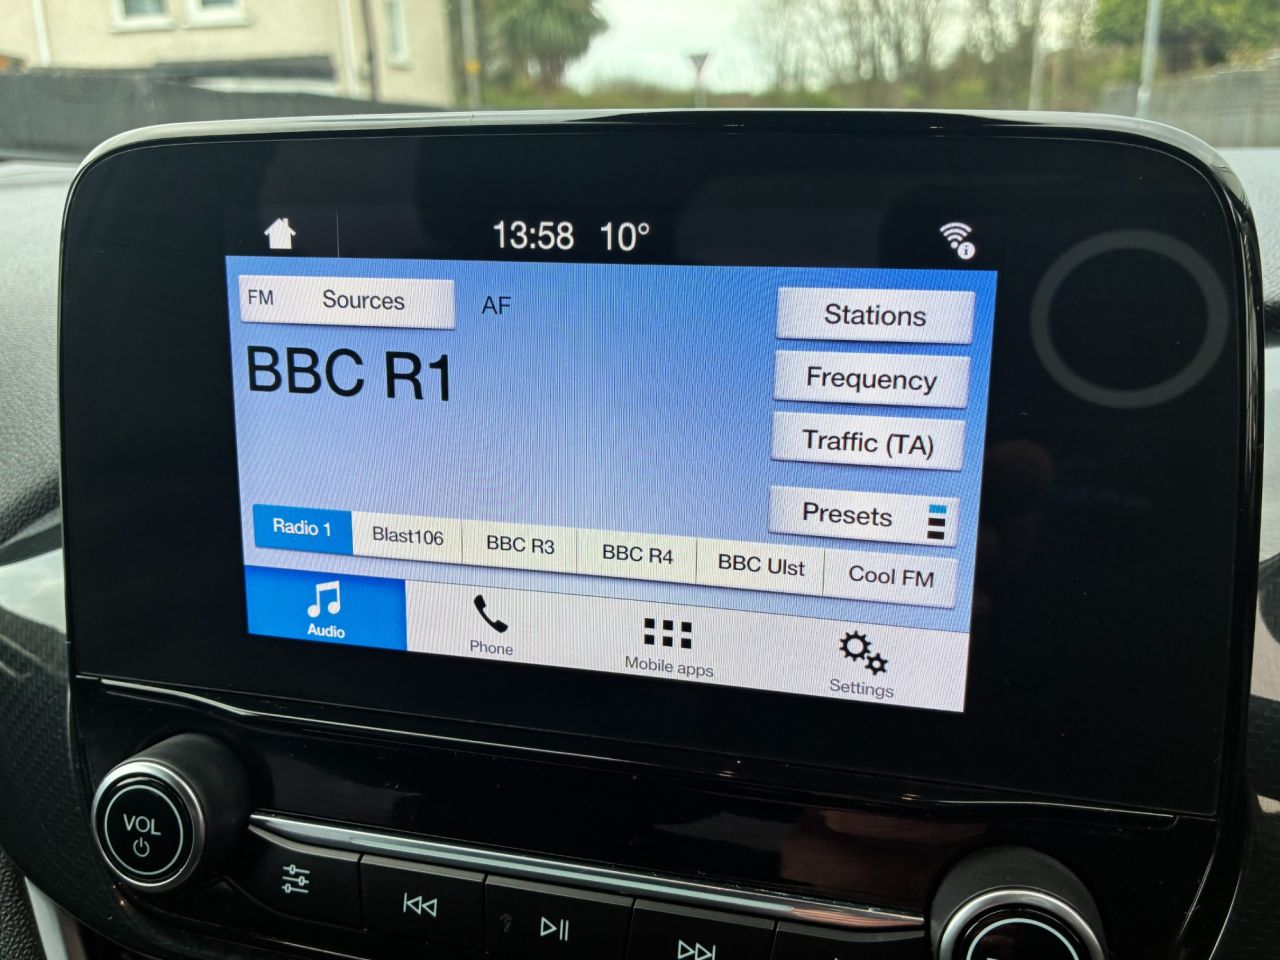 13:58 10°
FM Sources AF
Stations
BBC R1
Frequency
Traffic (TA)
Presets
Radio 1 Blast106 BBC R3 BBC R4 BBC Ulst Cool FM
Audio Phone Mobile apps Settings
VOL